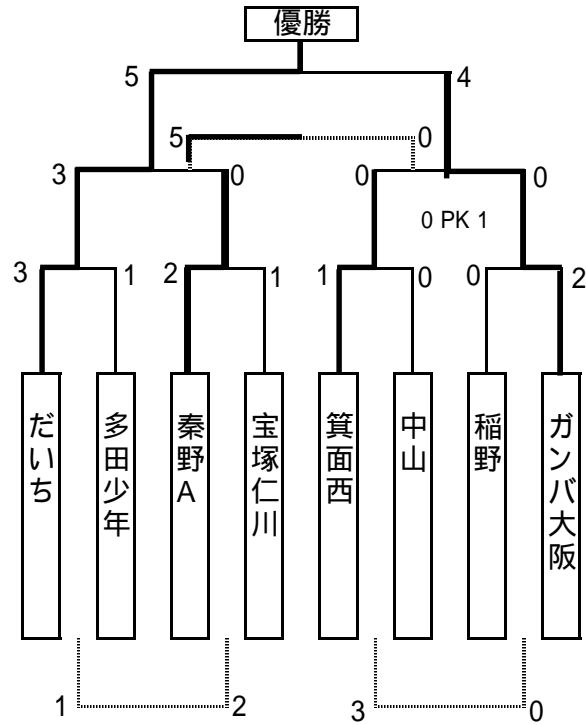 優勝
5 4
5 0
3 0 0 0
0 PK 1
3 1 2 1 1 0 0 2
だいち
多田少年
秦野A
宝塚仁川
箕面西
中山
稲野
ガンバ大阪
1 2 3 0